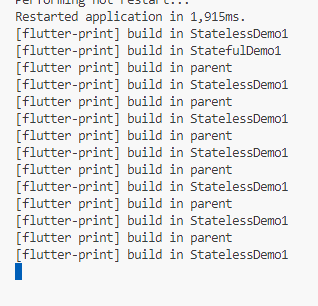 Performing hot restart...
Restarted application in 1,915ms.
[flutter-print] build in StatelessDemo1
[flutter-print] build in StatefulDemo1
[flutter print] build in parent
[flutter-print] build in StatelessDemo1
[flutter print] build in parent
[flutter-print] build in StatelessDemo1
[flutter print] build in parent
[flutter-print] build in StatelessDemo1
[flutter print] build in parent
[flutter-print] build in StatelessDemo1
[flutter print] build in parent
[flutter-print] build in StatelessDemo1
[flutter print] build in parent
[flutter-print] build in StatelessDemo1